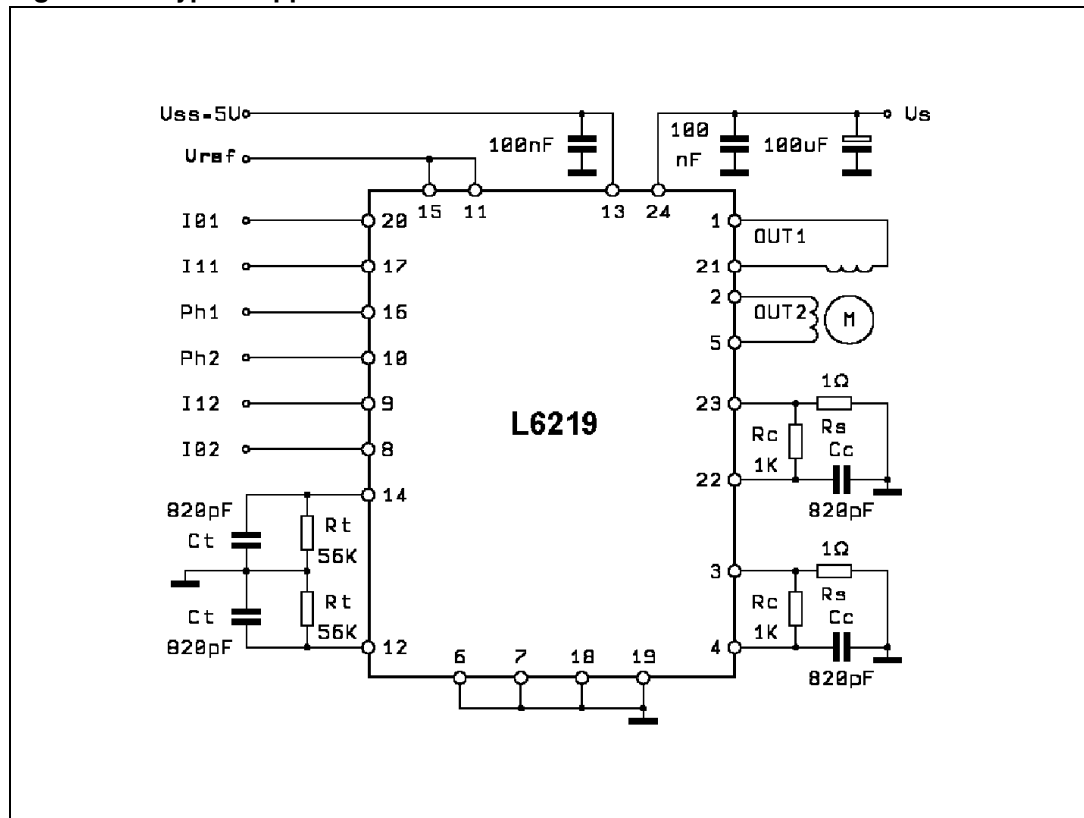 Vss=5V
Vs
100nF
100
nF
100uF
Vref
15
11
13
24
I01
20
1
OUT1
I11
17
21
2
Ph1
16
OUT2
M
5
Ph2
10
1Ω
I12
9
L6219
23
Rs
Rc
Cc
I02
8
1K
22
820pF
14
820pF
Rt
Ct
56K
1Ω
3
Rs
Ct
Rt
Rc
Cc
56K
1K
820pF
12
4
820pF
6
7
18
19